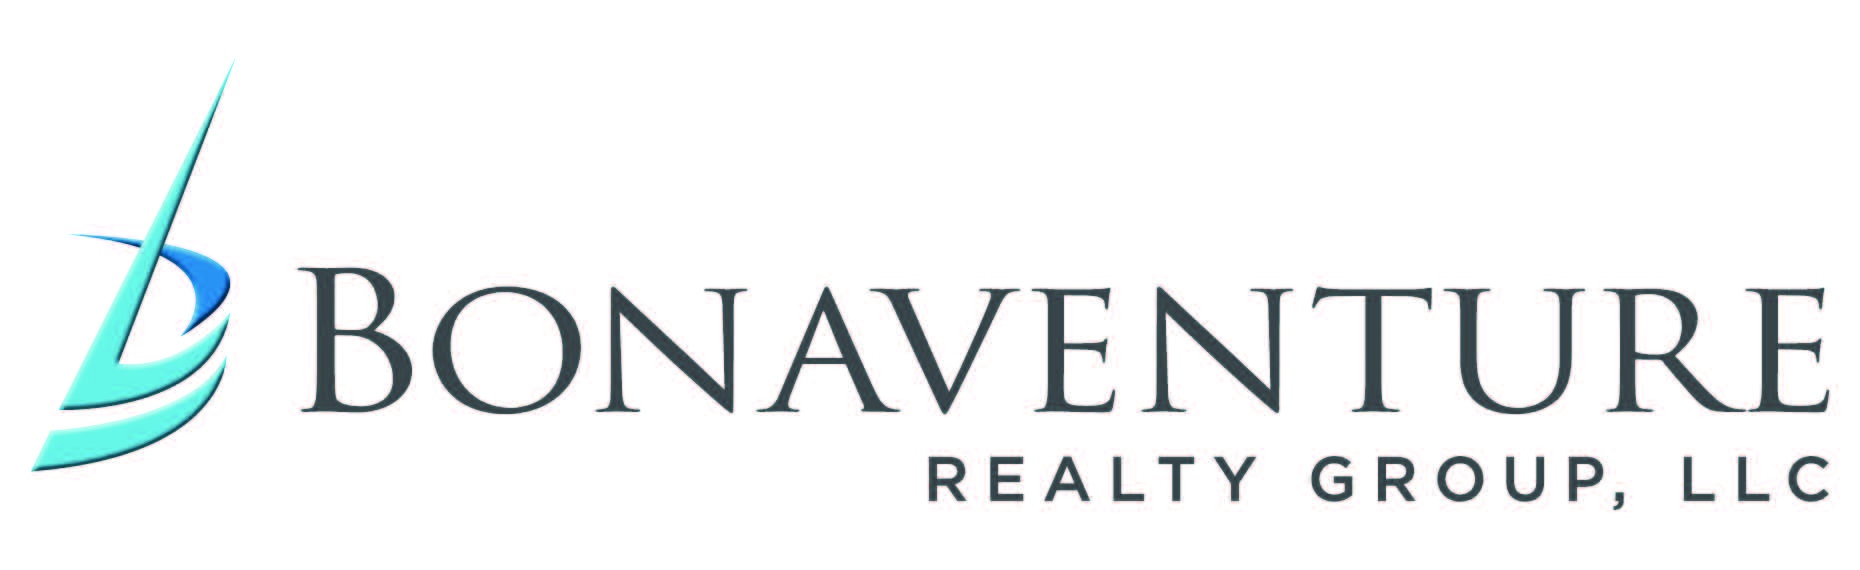 BONAVENTURE
REALTY GROUP, LLC